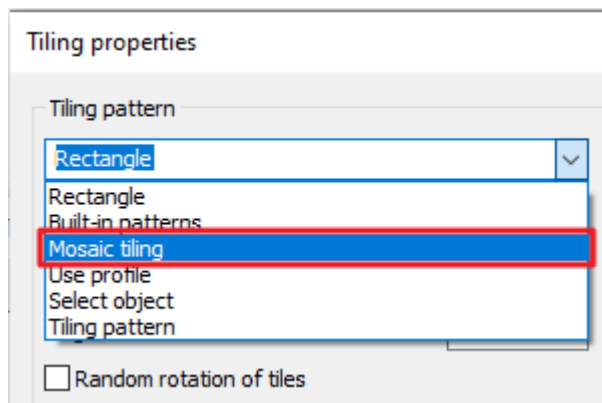 Tiling properties
Tiling pattern
Rectangle
Rectangle
Built-in patterns
Mosaic tiling
Use profile
Select object
Tiling pattern
Random rotation of tiles